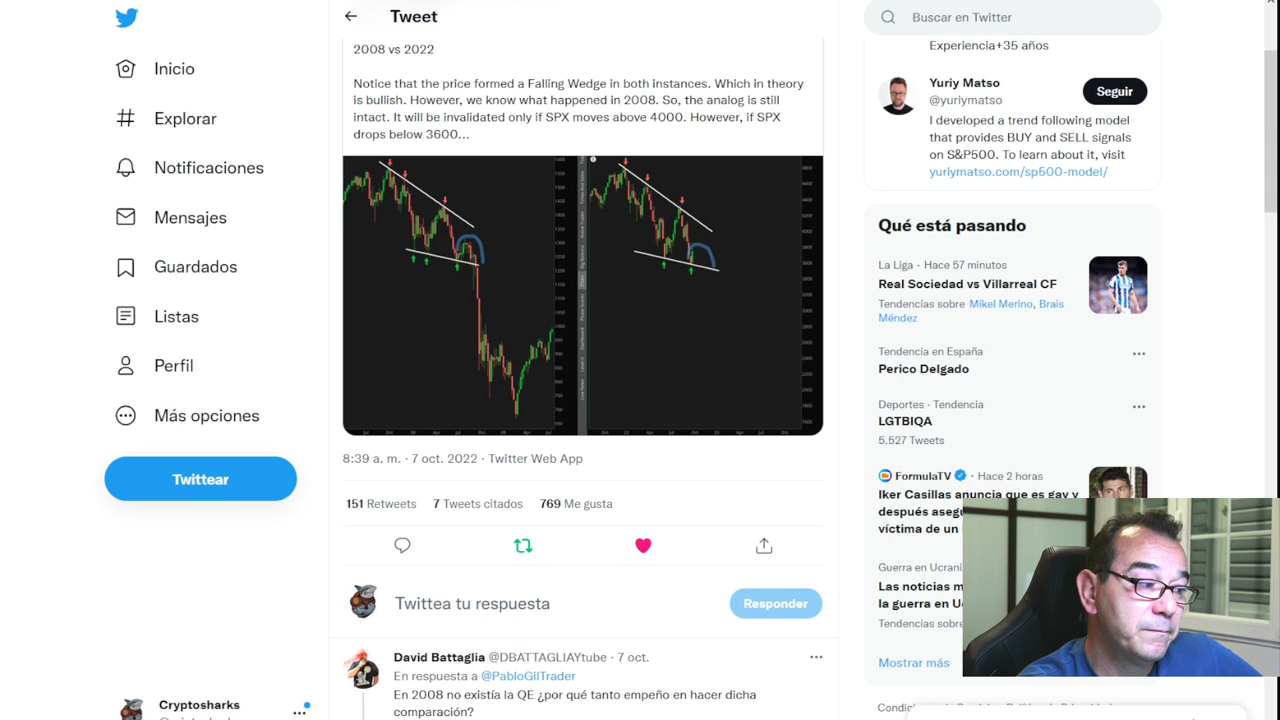 Inicio
Explorar
Notificaciones
Mensajes
Guardados
Listas
Perfil
Más opciones
Twittear
Cryptosharks
Tweet
2008 vs 2022
Notice that the price formed a Falling Wedge in both instances. Which in theory
is bullish. However, we know what happened in 2008. So, the analog is still
intact. It will be invalidated only if SPX moves above 4000. However, if SPX
drops below 3600...
8:39 a. m. · 7 oct. 2022 · Twitter Web App
151 Retweets 7 Tweets citados 769 Me gusta
Twittea tu respuesta
Responder
David Battaglia @DBATTAGLIAYtube · 7 oct.
En respuesta a @PabloGilTrader
En 2008 no existía la QE ¿por qué tanto empeño en hacer dicha
comparación?
Buscar en Twitter
Experiencia+35 años
Yuriy Matso
@yuriymatso
Seguir
I developed a trend following model
that provides BUY and SELL signals
on S&P500. To learn about it, visit
yuriymatso.com/sp500-model/
Qué está pasando
La Liga · Hace 57 minutos
Real Sociedad vs Villarreal CF
Tendencias sobre Mikel Merino, Brais
Méndez
Tendencia en España
Perico Delgado
Deportes · Tendencia
LGTBIQA
5.527 Tweets
FormulaTV · Hace 2 horas
Iker Casillas anuncia que es gay y
después
víctima de un
Guerra en
Las noticias
la guerra en
Tendencias
Mostrar más